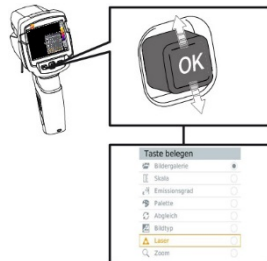 OK
Taste belegen
Bildergalerie
Skala
Emissionsgrad
Palette
Abgleich
Bildtyp
Laser
Zoom